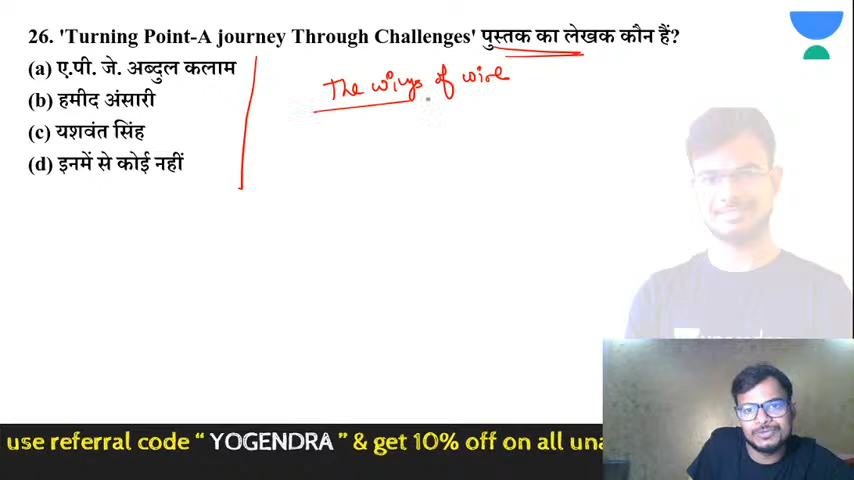 26. 'Turning Point-A journey Through Challenges' पुस्तक का लेखक कौन हैं?
(a) ए.पी. जे. अब्दुल कलाम
The wings of wire
(b) हमीद अंसारी
(c) यशवंत सिंह
(d) इनमें से कोई नहीं
use referral code “ YOGENDRA ” & get 10% off on all una